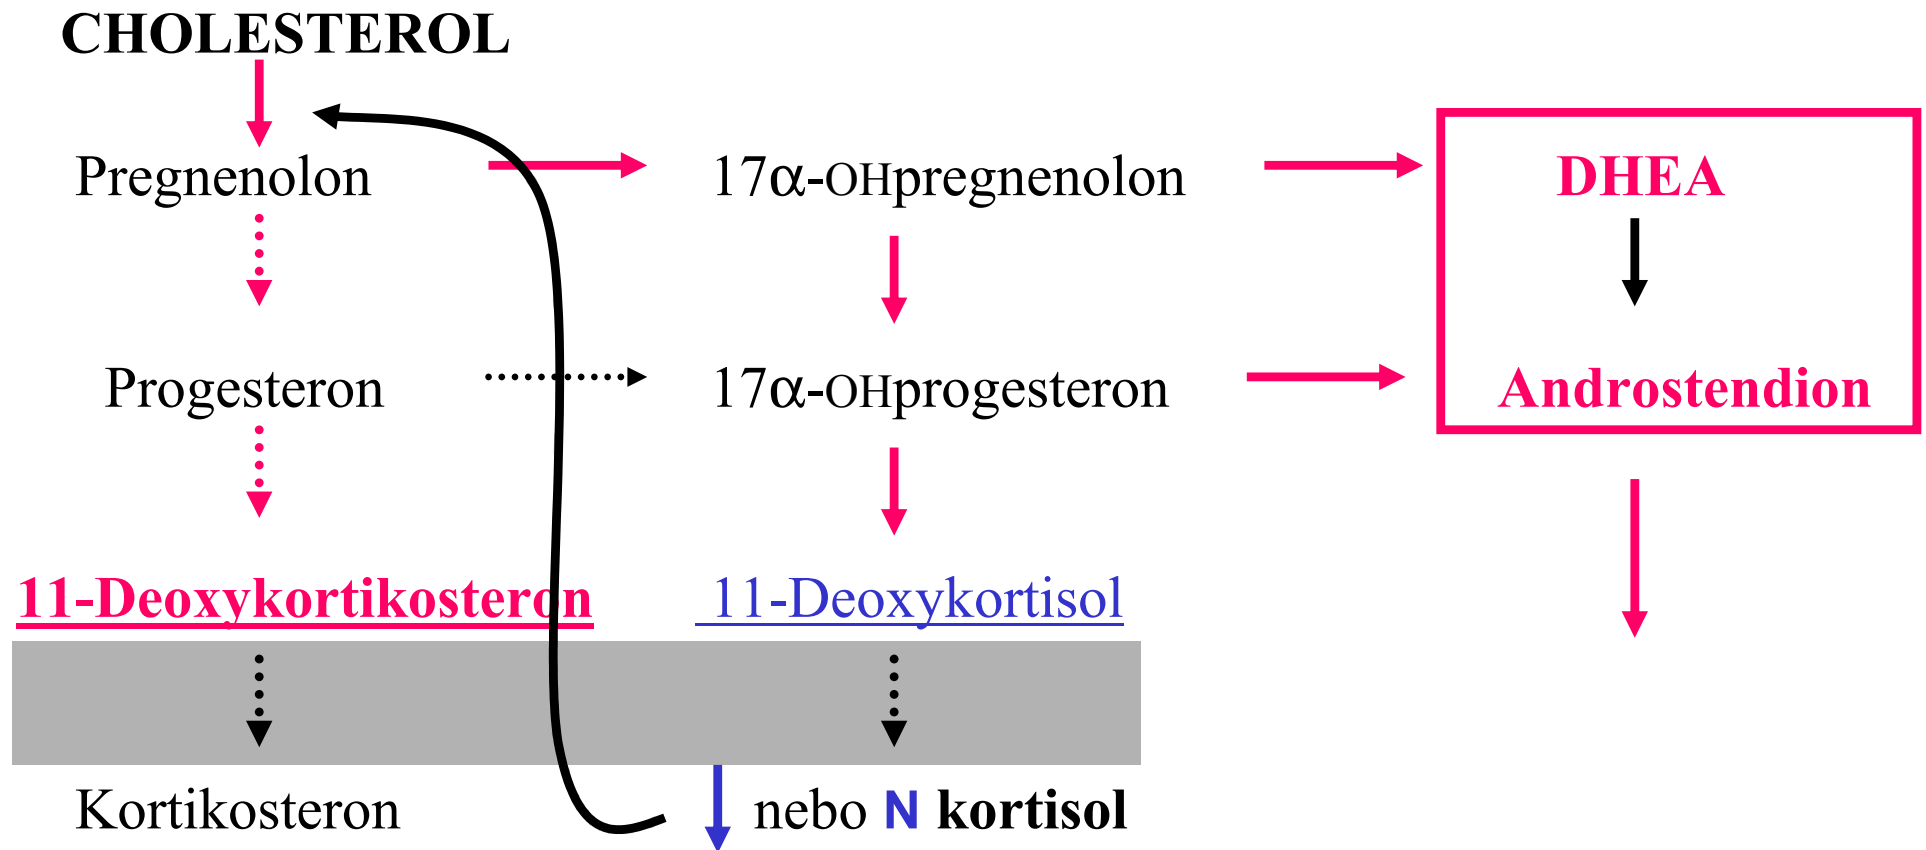 CHOLESTEROL
Pregnenolon 17α-OHpregnenolon DHEA
Progesteron 17α-OHprogesteron Androstendion
11-Deoxykortikosteron 11-Deoxykortisol
Kortikosteron nebo N kortisol